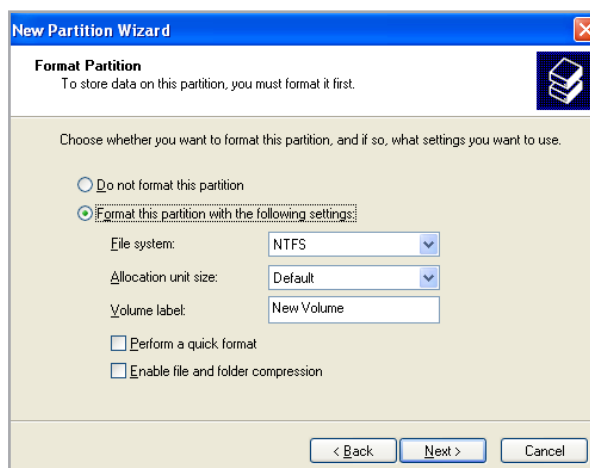 New Partition Wizard
Format Partition
To store data on this partition, you must format it first.
Choose whether you want to format this partition, and if so, what settings you want to use.
Do not format this partition
Format this partition with the following settings:
File system: NTFS
Allocation unit size: Default
Volume label: New Volume
Perform a quick format
Enable file and folder compression
< Back Next > Cancel